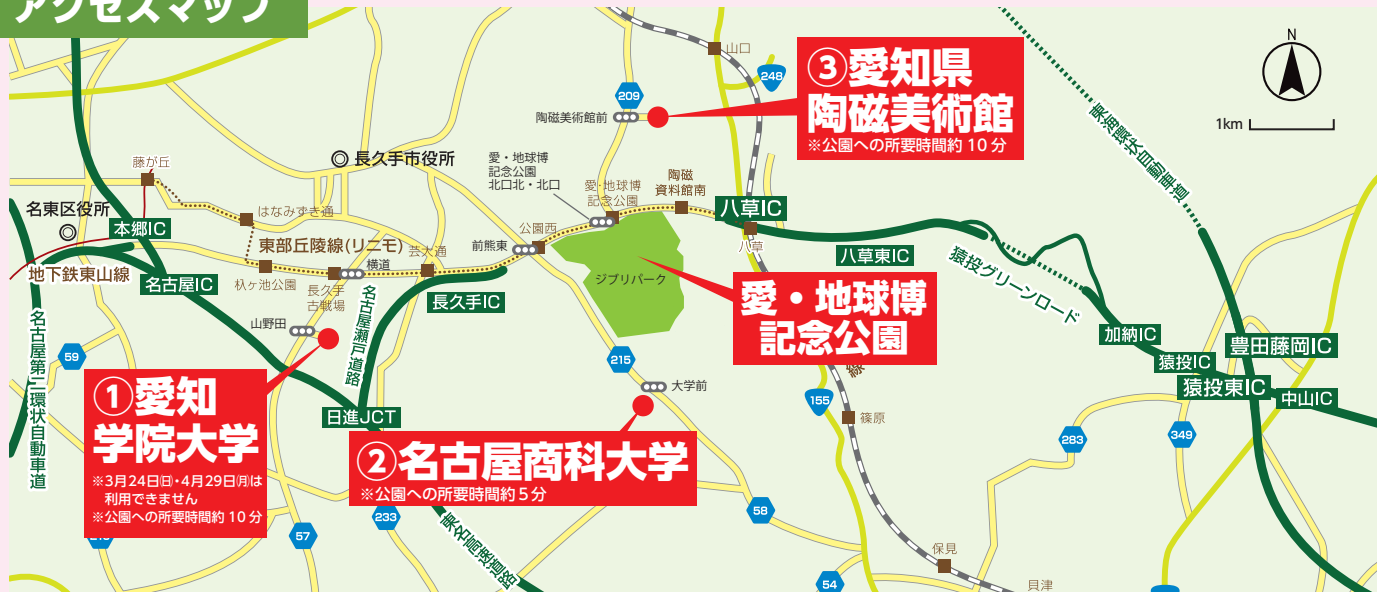 アクセスマップ
N
1km
山口
248
③愛知県
陶磁美術館
※公園への所要時間約10分
209
陶磁美術館前
東海環状自動車道
藤が丘
長久手市役所
愛・地球博
記念公園
北口北・北口
愛・地球博
記念公園
陶磁
資料館南
八草IC
八草
名東区役所
本郷IC
はなみずき通
東部丘陵線(リニモ)
芸大通
前熊東
公園西
八草東IC
猿投グリーンロード
地下鉄東山線
名古屋IC
杁ヶ池公園
横道
長久手
古戦場
長久手IC
ジブリパーク
愛・地球博
記念公園
名古屋瀬戸道路
山野田
加納IC
猿投IC
豊田藤岡IC
猿投東IC
中山IC
名古屋第二環状自動車道
59
①愛知
学院大学
※3月24日㈰・4月29日㈪は
利用できません
※公園への所要時間約10分
日進JCT
215
大学前
②名古屋商科大学
※公園への所要時間約5分
線
155
篠原
283
349
233
57
東名高速道路
58
54
保見
貝津